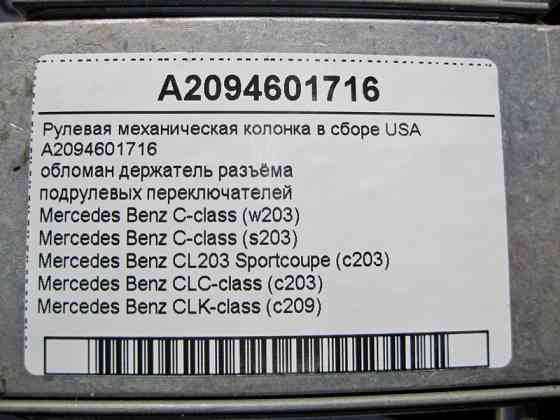 A2094601716
Рулевая механическая колонка в сборе USA
A2094601716
обломан держатель разъёма
подрулевых переключателей
Mercedes Benz C-class (w203)
Mercedes Benz C-class (s203)
Mercedes Benz CL203 Sportcoupe (c203)
Mercedes Benz CLC-class (c203)
Mercedes Benz CLK-class (c209)